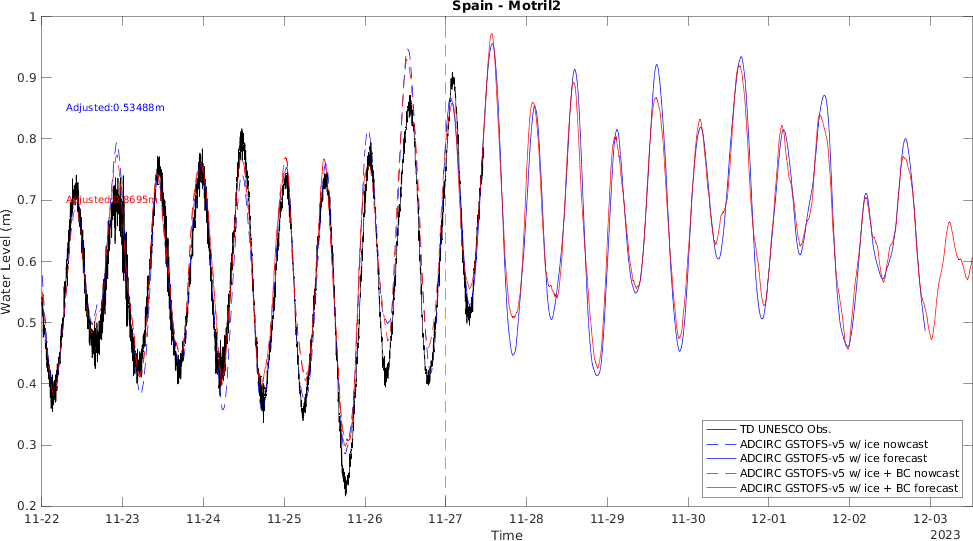 Spain - Motril2
1
0.9
0.8
0.7
0.6
0.5
0.4
0.3
0.2
Water Level (m)
Adjusted:0.53488m
Adjusted:0.8695m
TD UNESCO Obs.
ADCIRC GSTOFS-v5 w/ ice nowcast
ADCIRC GSTOFS-v5 w/ ice forecast
ADCIRC GSTOFS-v5 w/ ice + BC nowcast
ADCIRC GSTOFS-v5 w/ ice + BC forecast
11-22 11-23 11-24 11-25 11-26 11-27 11-28 11-29 11-30 12-01 12-02 12-03
Time
2023